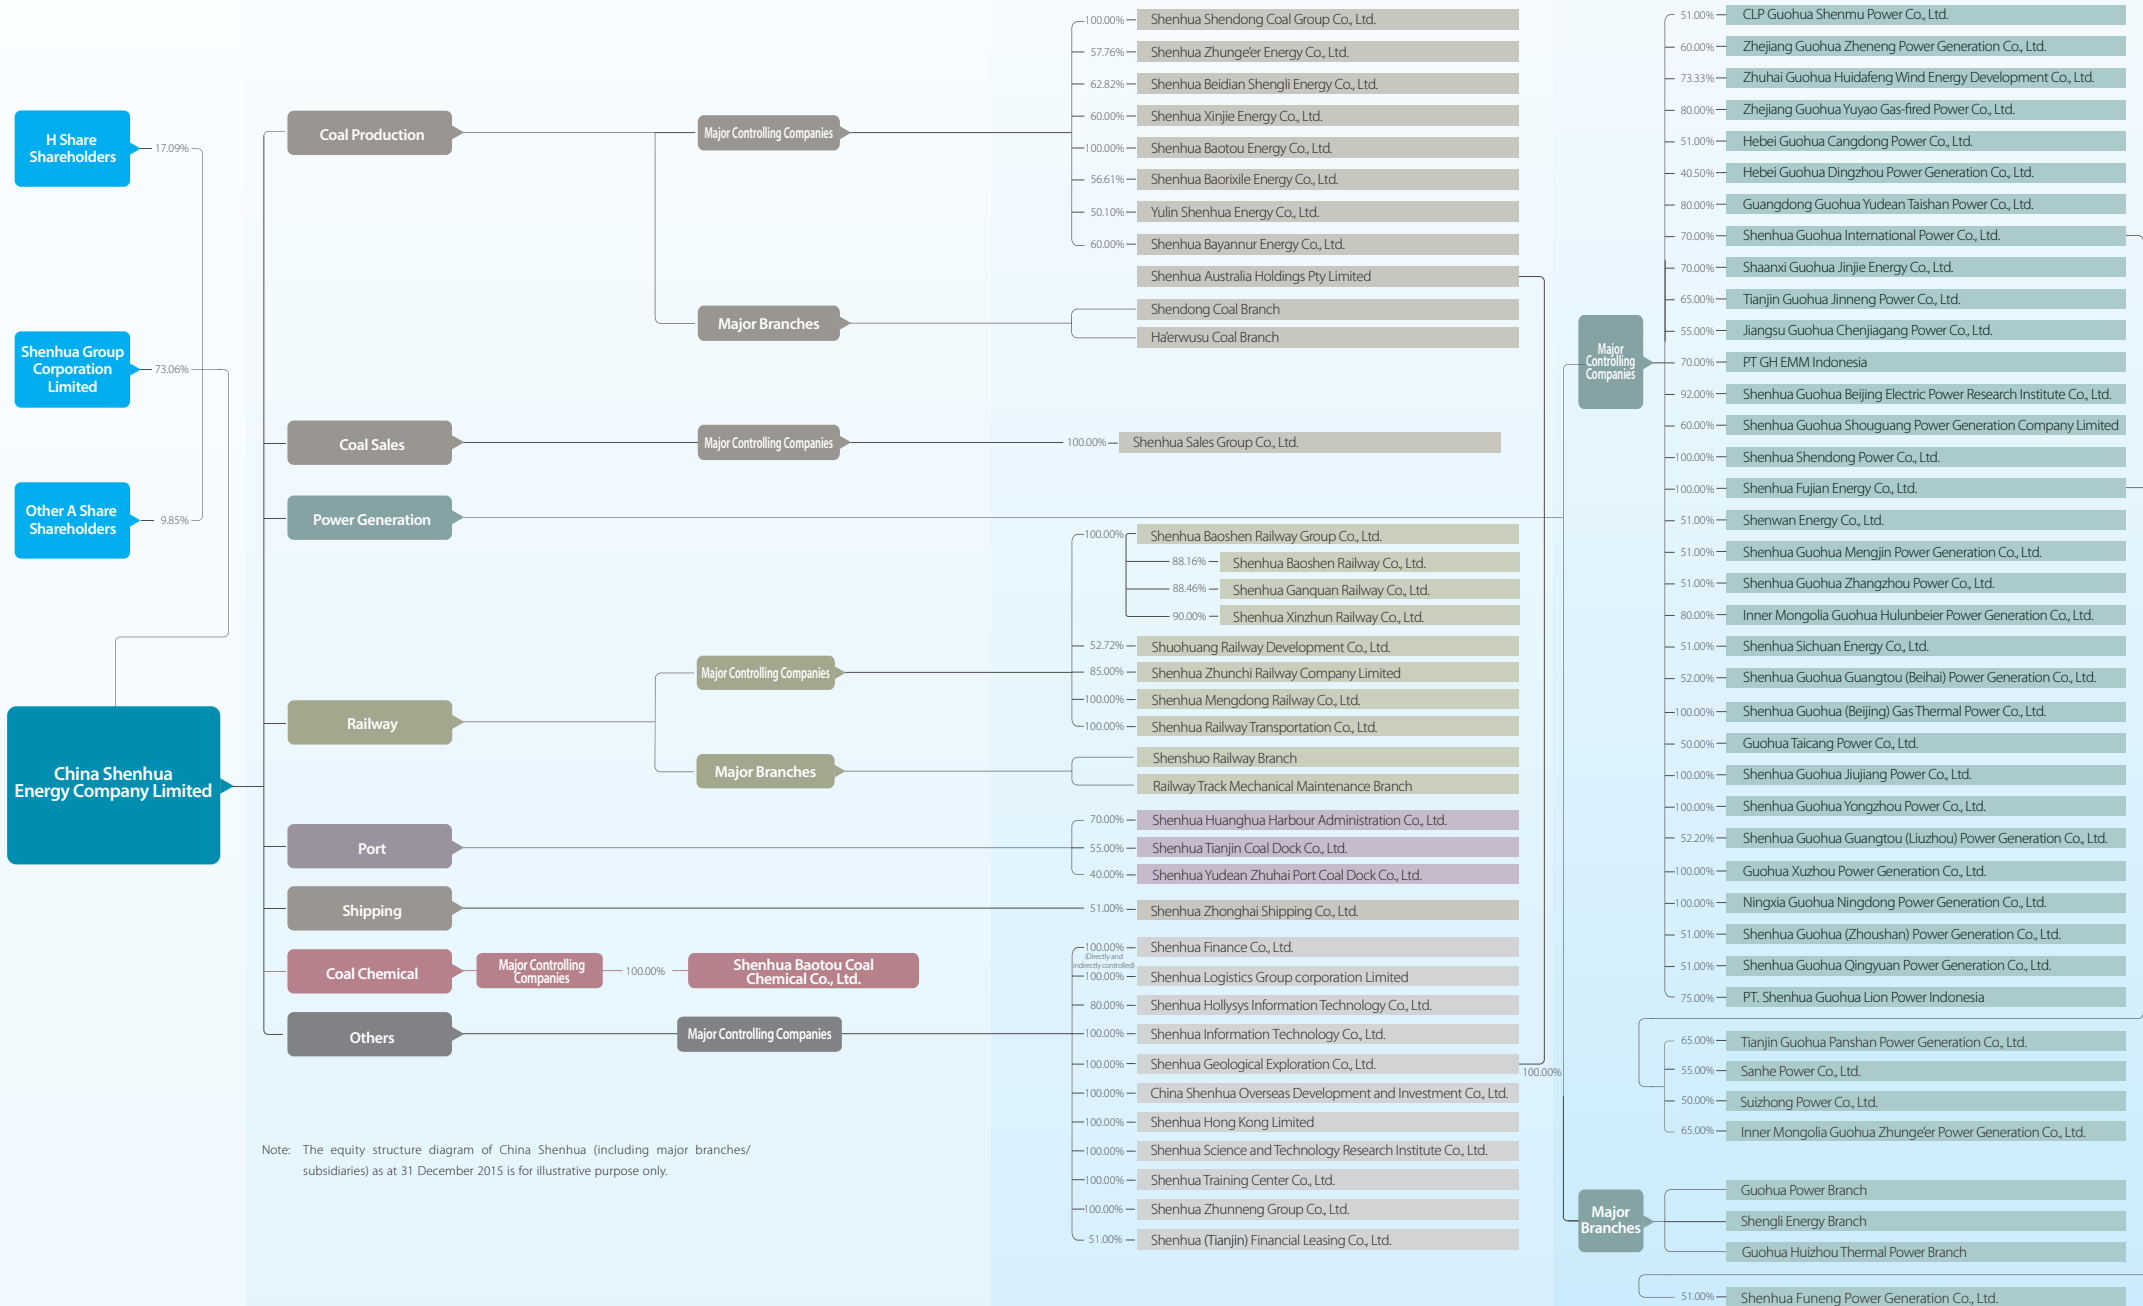 H Share
Shareholders
17.09%
Shenhua Group
Corporation
Limited
73.06%
Other A Share
Shareholders
9.85%
China Shenhua
Energy Company Limited
Coal Production
Major Controlling Companies
100.00% Shenhua Shendong Coal Group Co., Ltd.
57.76% Shenhua Zhunge'er Energy Co., Ltd.
62.82% Shenhua Beidian Shengli Energy Co., Ltd.
60.00% Shenhua Xinjie Energy Co., Ltd.
100.00% Shenhua Baotou Energy Co., Ltd.
56.61% Shenhua Baorixile Energy Co., Ltd.
50.10% Yulin Shenhua Energy Co., Ltd.
60.00% Shenhua Bayannur Energy Co., Ltd.
Shenhua Australia Holdings Pty Limited
Major Branches
Shendong Coal Branch
Ha'erwusu Coal Branch
Coal Sales
Major Controlling Companies
100.00% Shenhua Sales Group Co., Ltd.
Power Generation
Railway
Major Controlling Companies
100.00% Shenhua Baoshen Railway Group Co., Ltd.
88.16% Shenhua Baoshen Railway Co., Ltd.
88.46% Shenhua Ganquan Railway Co., Ltd.
90.00% Shenhua Xinzhun Railway Co., Ltd.
52.72% Shuohuang Railway Development Co., Ltd.
85.00% Shenhua Zhunchi Railway Company Limited
100.00% Shenhua Mengdong Railway Co., Ltd.
100.00% Shenhua Railway Transportation Co., Ltd.
Major Branches
Shenshuo Railway Branch
Railway Track Mechanical Maintenance Branch
Port
70.00% Shenhua Huanghua Harbour Administration Co., Ltd.
55.00% Shenhua Tianjin Coal Dock Co., Ltd.
40.00% Shenhua Yudean Zhuhai Port Coal Dock Co., Ltd.
Shipping
51.00% Shenhua Zhonghai Shipping Co., Ltd.
Coal Chemical
Major Controlling
Companies
100.00%
Shenhua Baotou Coal
Chemical Co., Ltd.
Others
Major Controlling Companies
100.00% Shenhua Finance Co., Ltd.
(Directly and
indirectly controlled)
100.00% Shenhua Logistics Group corporation Limited
80.00% Shenhua Hollysys Information Technology Co., Ltd.
100.00% Shenhua Information Technology Co., Ltd.
100.00% Shenhua Geological Exploration Co., Ltd.
100.00%
100.00% China Shenhua Overseas Development and Investment Co., Ltd.
100.00% Shenhua Hong Kong Limited
100.00% Shenhua Science and Technology Research Institute Co., Ltd.
100.00% Shenhua Training Center Co., Ltd.
100.00% Shenhua Zhunneng Group Co., Ltd.
51.00% Shenhua (Tianjin) Financial Leasing Co., Ltd.
Major
Controlling
Companies
51.00% CLP Guohua Shenmu Power Co., Ltd.
60.00% Zhejiang Guohua Zheneng Power Generation Co., Ltd.
73.33% Zhuhai Guohua Huidafeng Wind Energy Development Co., Ltd.
80.00% Zhejiang Guohua Yuyao Gas-fired Power Co., Ltd.
51.00% Hebei Guohua Cangdong Power Co., Ltd.
40.50% Hebei Guohua Dingzhou Power Generation Co., Ltd.
80.00% Guangdong Guohua Yudean Taishan Power Co., Ltd.
70.00% Shenhua Guohua International Power Co., Ltd.
70.00% Shaanxi Guohua Jinjie Energy Co., Ltd.
65.00% Tianjin Guohua Jinneng Power Co., Ltd.
55.00% Jiangsu Guohua Chenjiagang Power Co., Ltd.
70.00% PT GH EMM Indonesia
92.00% Shenhua Guohua Beijing Electric Power Research Institute Co., Ltd.
60.00% Shenhua Guohua Shouguang Power Generation Company Limited
100.00% Shenhua Shendong Power Co., Ltd.
100.00% Shenhua Fujian Energy Co., Ltd.
51.00% Shenwan Energy Co., Ltd.
51.00% Shenhua Guohua Mengjin Power Generation Co., Ltd.
51.00% Shenhua Guohua Zhangzhou Power Co., Ltd.
80.00% Inner Mongolia Guohua Hulunbeier Power Generation Co., Ltd.
51.00% Shenhua Sichuan Energy Co., Ltd.
52.00% Shenhua Guohua Guangtou (Beihai) Power Generation Co., Ltd.
100.00% Shenhua Guohua (Beijing) Gas Thermal Power Co., Ltd.
50.00% Guohua Taicang Power Co., Ltd.
100.00% Shenhua Guohua Jiujiang Power Co., Ltd.
100.00% Shenhua Guohua Yongzhou Power Co., Ltd.
52.20% Shenhua Guohua Guangtou (Liuzhou) Power Generation Co., Ltd.
100.00% Guohua Xuzhou Power Generation Co., Ltd.
100.00% Ningxia Guohua Ningdong Power Generation Co., Ltd.
51.00% Shenhua Guohua (Zhoushan) Power Generation Co., Ltd.
51.00% Shenhua Guohua Qingyuan Power Generation Co., Ltd.
75.00% PT. Shenhua Guohua Lion Power Indonesia
65.00% Tianjin Guohua Panshan Power Generation Co., Ltd.
55.00% Sanhe Power Co., Ltd.
50.00% Suizhong Power Co., Ltd.
65.00% Inner Mongolia Guohua Zhunge'er Power Generation Co., Ltd.
Major
Branches
Guohua Power Branch
Shengli Energy Branch
Guohua Huizhou Thermal Power Branch
51.00% Shenhua Funeng Power Generation Co., Ltd.
Note: The equity structure diagram of China Shenhua (including major branches/
subsidiaries) as at 31 December 2015 is for illustrative purpose only.